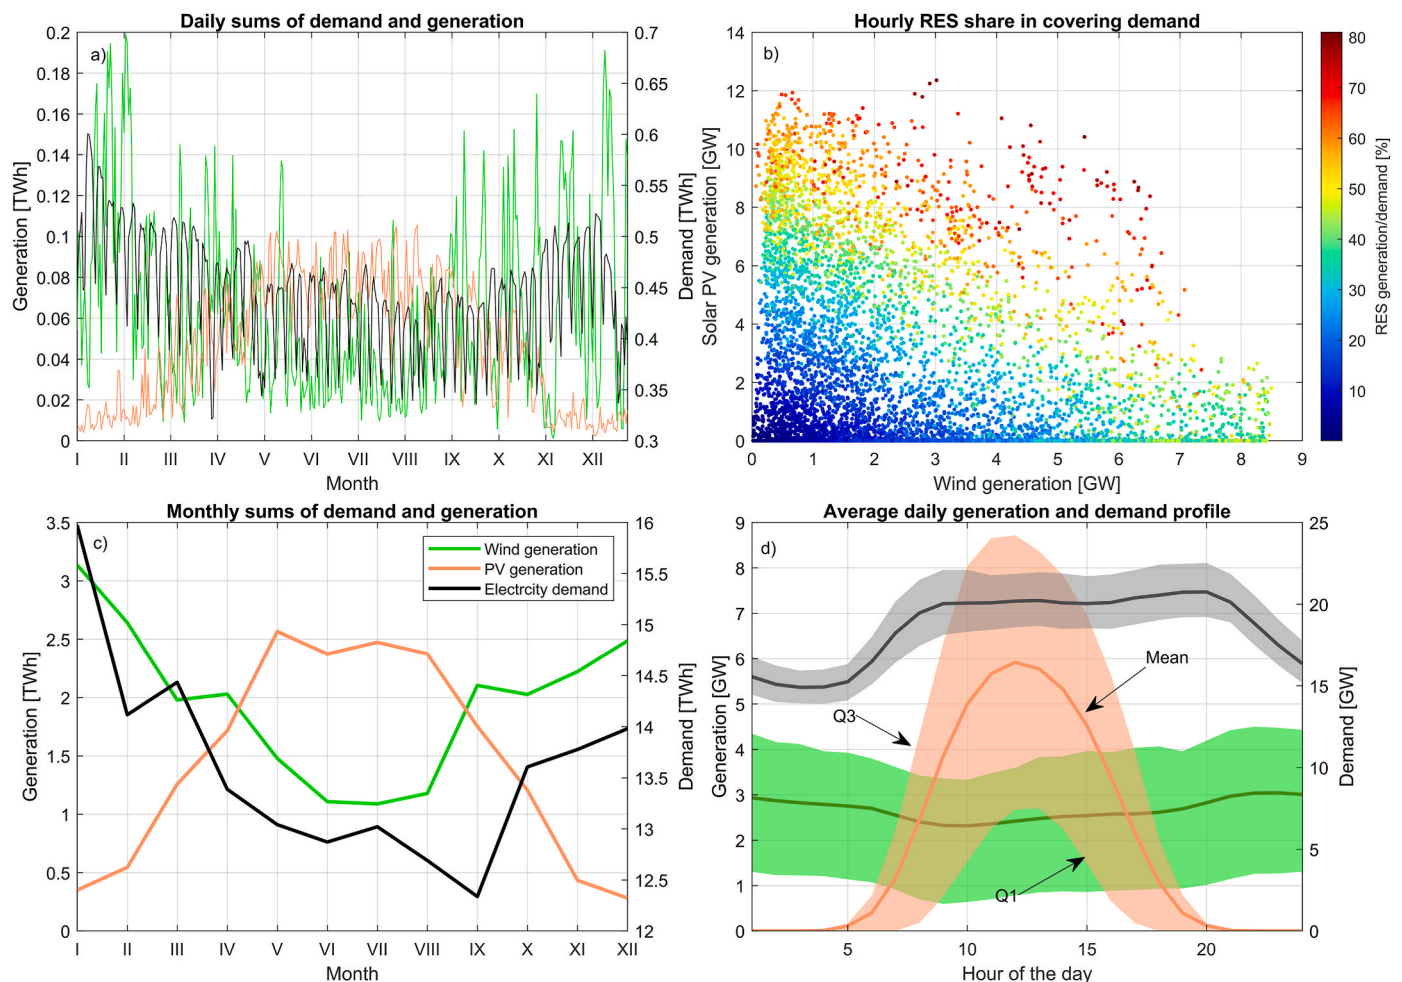 Daily sums of demand and generation
a)
Generation [TWh]
0.2
0.18
0.16
0.14
0.12
0.1
0.08
0.06
0.04
0.02
0
0.7
0.65
0.6
0.55
0.5
0.45
0.4
0.35
0.3
Demand [TWh]
I II III IV V VI VII VIII IX X XI XII
Month
Hourly RES share in covering demand
b)
Solar PV generation [GW]
14
12
10
8
6
4
2
0
0 1 2 3 4 5 6 7 8 9
Wind generation [GW]
80
70
60
50
40
30
20
10
RES generation/demand [%]
Monthly sums of demand and generation
c)
Wind generation
PV generation
Electrcity demand
Generation [TWh]
3.5
3
2.5
2
1.5
1
0.5
0
16
15.5
15
14.5
14
13.5
13
12.5
12
Demand [TWh]
I II III IV V VI VII VIII IX X XI XII
Month
Average daily generation and demand profile
d)
Generation [GW]
9
8
7
6
5
4
3
2
1
0
Mean
Q3
Q1
25
20
15
10
5
0
Demand [GW]
5 10 15 20
Hour of the day